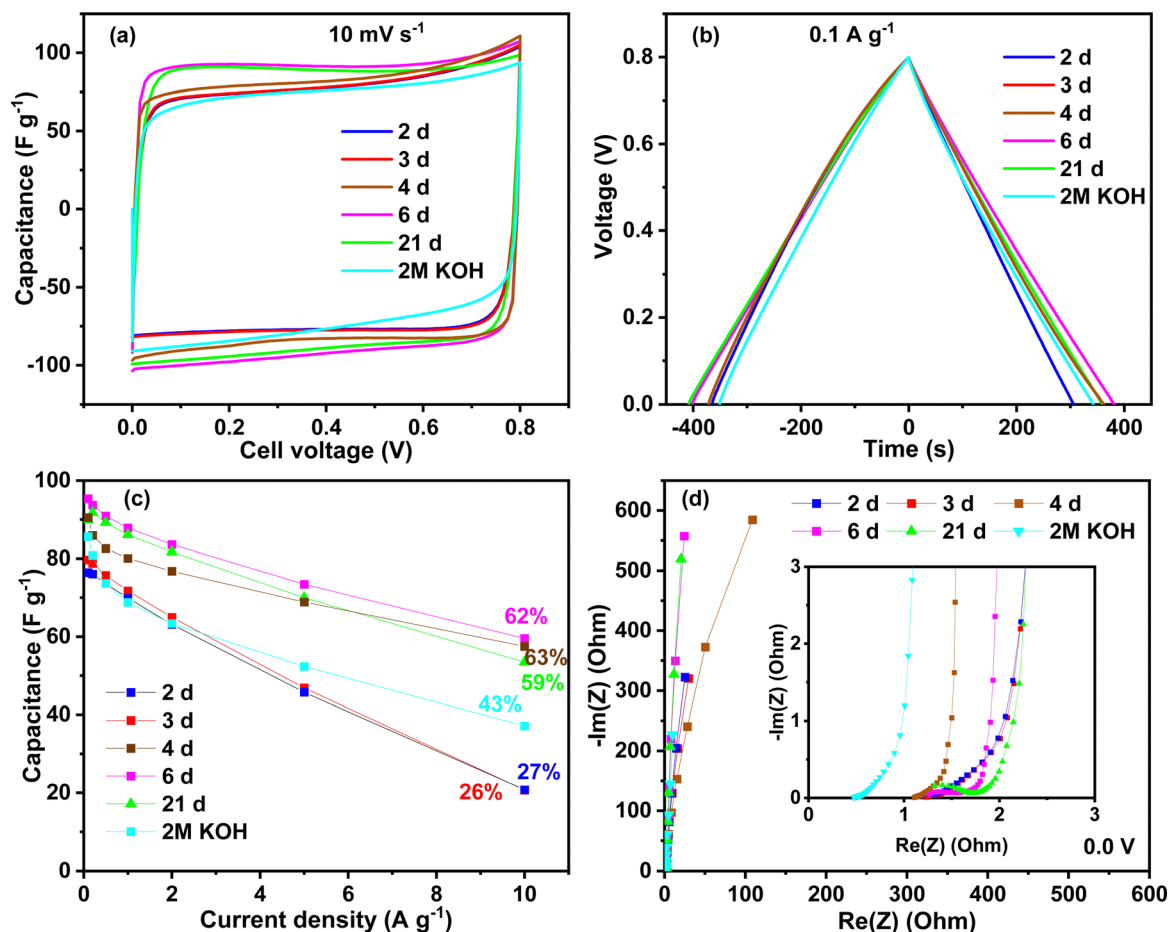 (a) 10 mV s⁻¹
100
50
0
-50
-100
Capacitance (F g⁻¹)
2 d
3 d
4 d
6 d
21 d
2M KOH
0.0 0.2 0.4 0.6 0.8
Cell voltage (V)
(b) 0.1 A g⁻¹
0.8
0.6
0.4
0.2
0.0
Voltage (V)
2 d
3 d
4 d
6 d
21 d
2M KOH
-400 -200 0 200 400
Time (s)
(c)
100
80
60
40
20
0
Capacitance (F g⁻¹)
62%
63%
59%
43%
27%
26%
2 d
3 d
4 d
6 d
21 d
2M KOH
0 2 4 6 8 10
Current density (A g⁻¹)
(d)
2 d 3 d 4 d
6 d 21 d 2M KOH
600
550
500
450
400
350
300
250
200
150
100
50
0
-Im(Z) (Ohm)
3
2
1
0
-Im(Z) (Ohm)
0 1 2 3
Re(Z) (Ohm)
0.0 V
0 100 200 300 400 500 600
Re(Z) (Ohm)